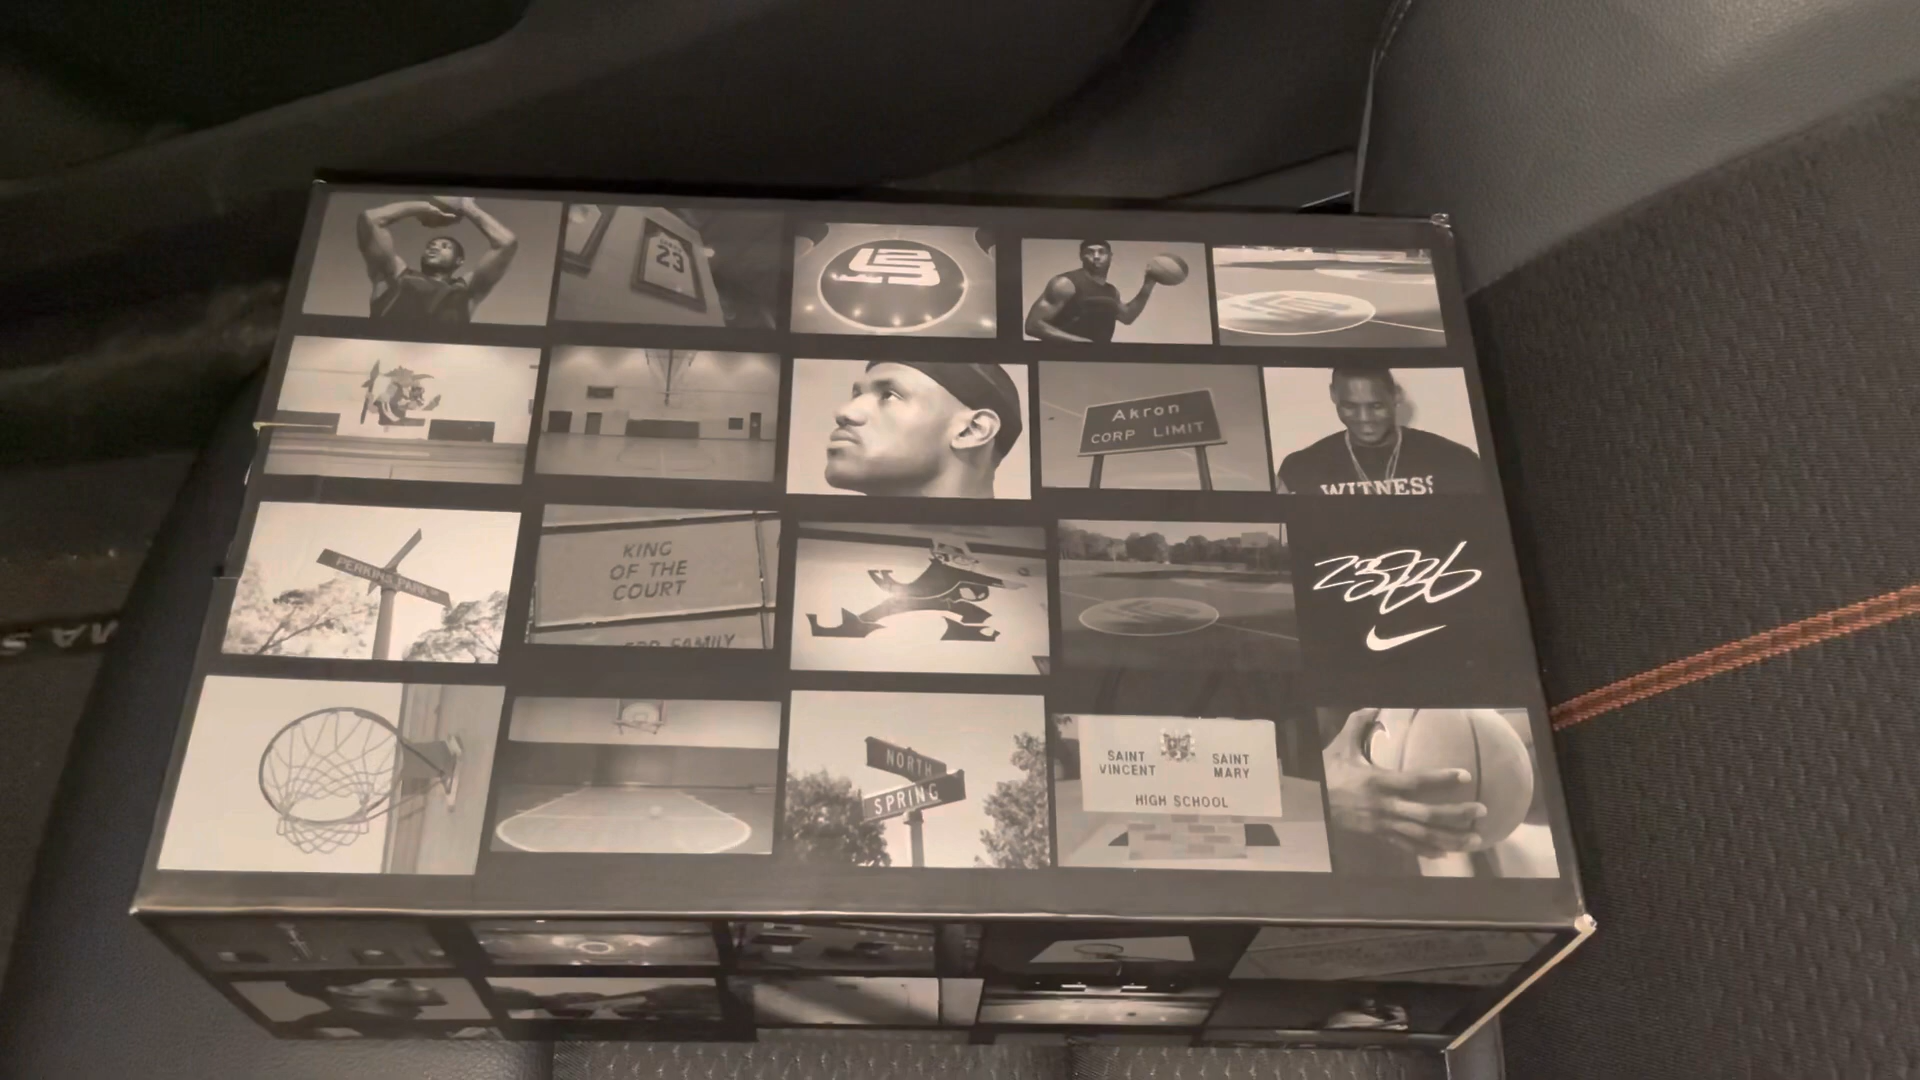 23
Akron
CORP LIMIT
WITNESS
PERKINS PARK
KING
OF THE
COURT
NORTH
SPRING
SAINT
VINCENT
SAINT
MARY
HIGH SCHOOL